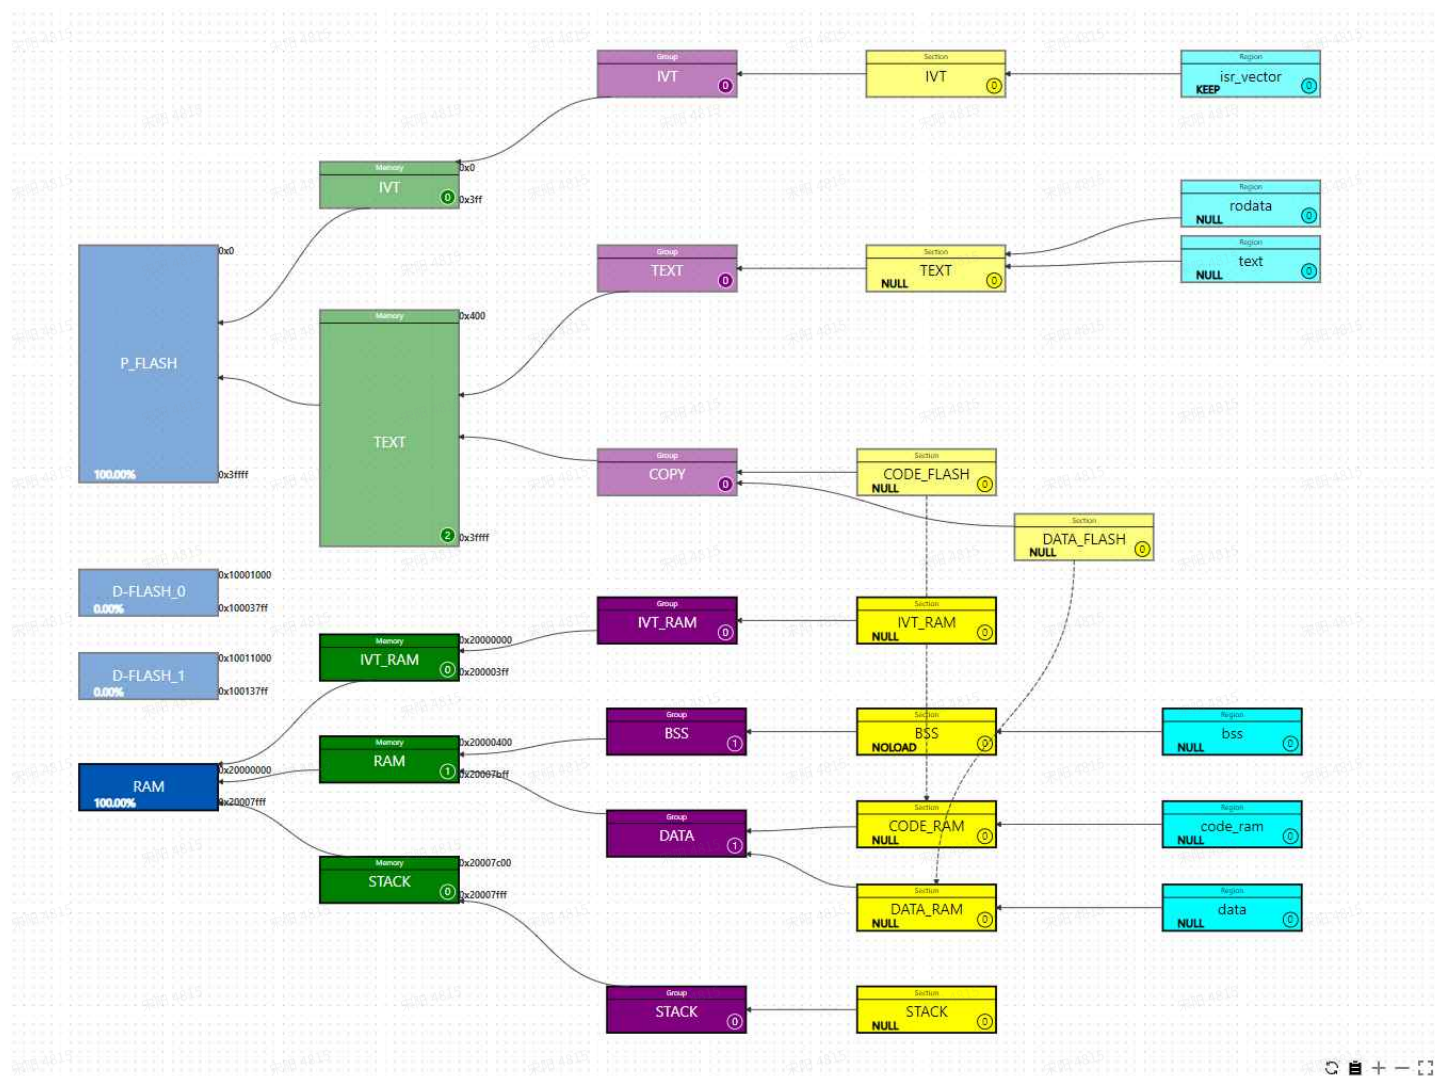 Group
IVT
0
Section
IVT
0
Region
isr_vector
KEEP
0
Memory
IVT
0
0x0
0x3ff
Region
rodata
NULL
0
Region
text
NULL
0
Group
TEXT
0
Section
TEXT
NULL
0
P_FLASH
100.00%
0x0
0x3ffff
Memory
TEXT
2
0x400
0x3ffff
Group
COPY
0
Section
CODE_FLASH
NULL
0
Section
DATA_FLASH
NULL
0
D-FLASH_0
0.00%
0x10001000
0x100037ff
D-FLASH_1
0.00%
0x10011000
0x100137ff
Memory
IVT_RAM
0
0x20000000
0x200003ff
Group
IVT_RAM
0
Section
IVT_RAM
NULL
0
Group
BSS
1
Section
BSS
NOLOAD
0
Region
bss
NULL
0
RAM
100.00%
0x20000000
0x20007fff
Memory
RAM
1
0x20000400
0x20007bff
Group
DATA
1
Section
CODE_RAM
NULL
0
Region
code_ram
NULL
0
Memory
STACK
0
0x20007c00
0x20007fff
Section
DATA_RAM
NULL
0
Region
data
NULL
0
Group
STACK
0
Section
STACK
NULL
0